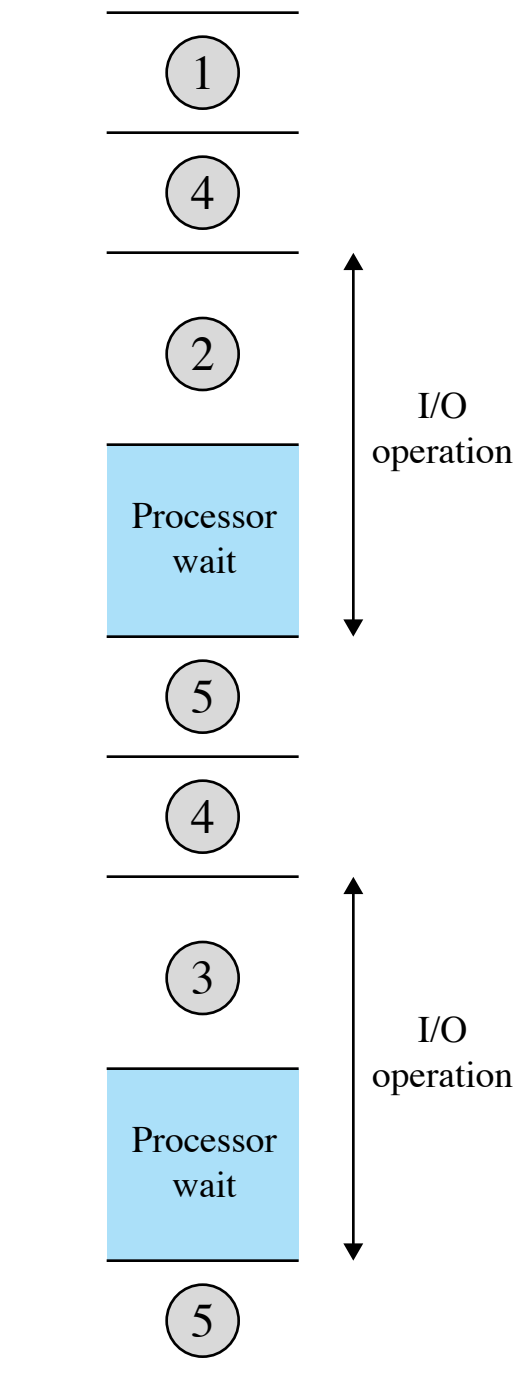 1
4
2
I/O
operation
Processor
wait
5
4
3
I/O
operation
Processor
wait
5